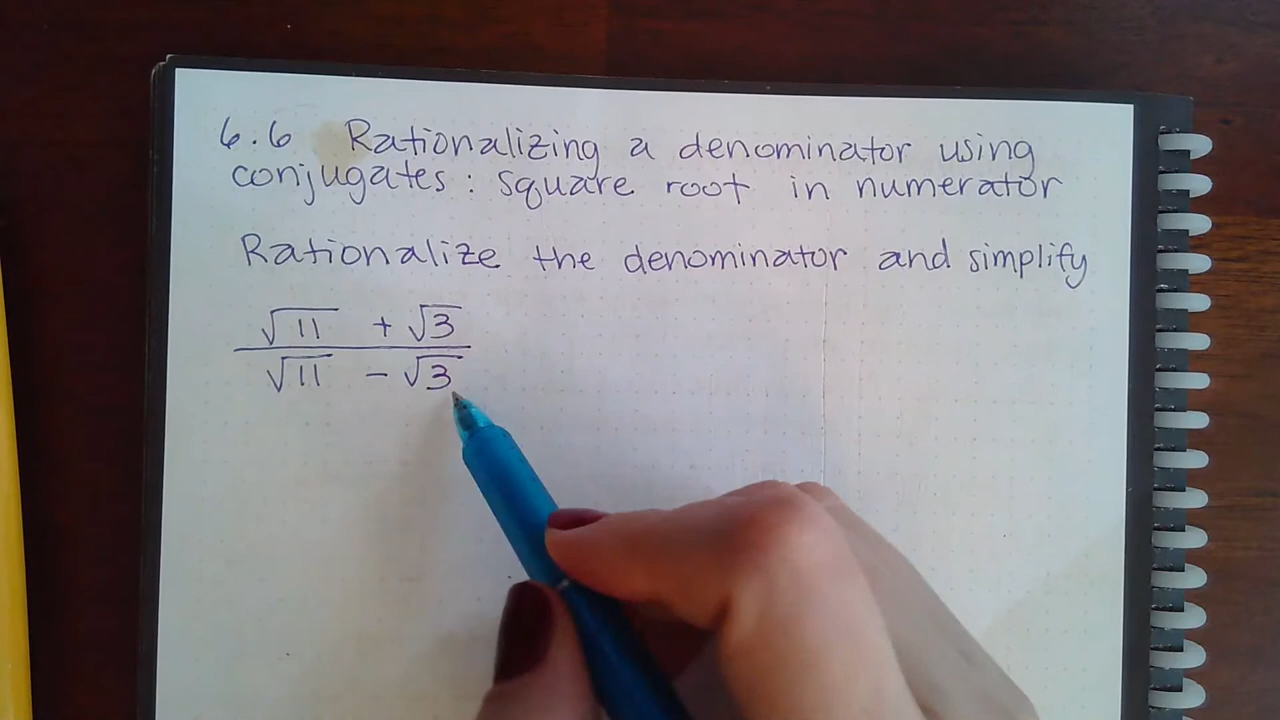 6.6 Rationalizing a denominator using
conjugates: square root in numerator
Rationalize the denominator and simplify
√11 + √3
√11 - √3